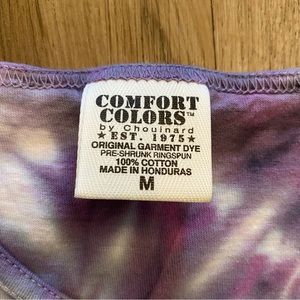 COMFORT
COLORS™
by Chouinard
★ EST. 1975 ★
ORIGINAL GARMENT DYE
PRE-SHRUNK RINGSPUN
100% COTTON
MADE IN HONDURAS
M